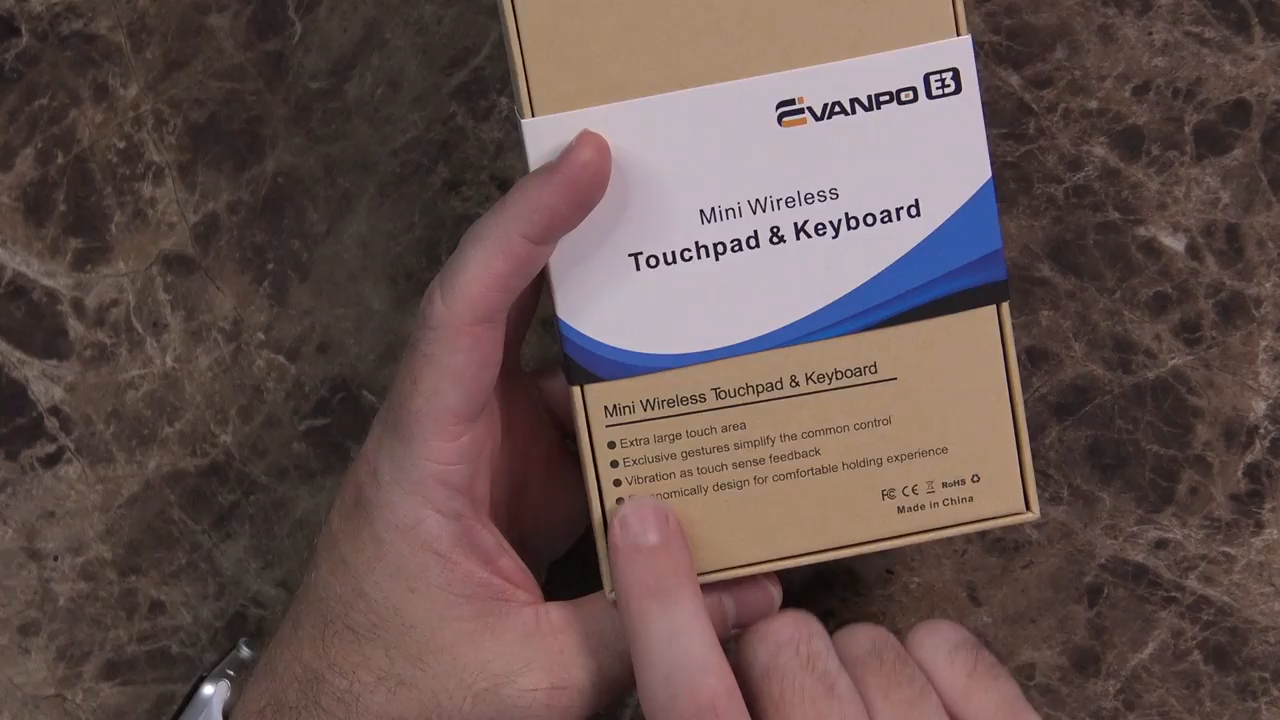 EVANPO E3
Mini Wireless
Touchpad & Keyboard
Mini Wireless Touchpad & Keyboard
● Extra large touch area
● Exclusive gestures simplify the common control
● Vibration as touch sense feedback
● design for comfortable holding experience
FC CE RoHS
Made in China